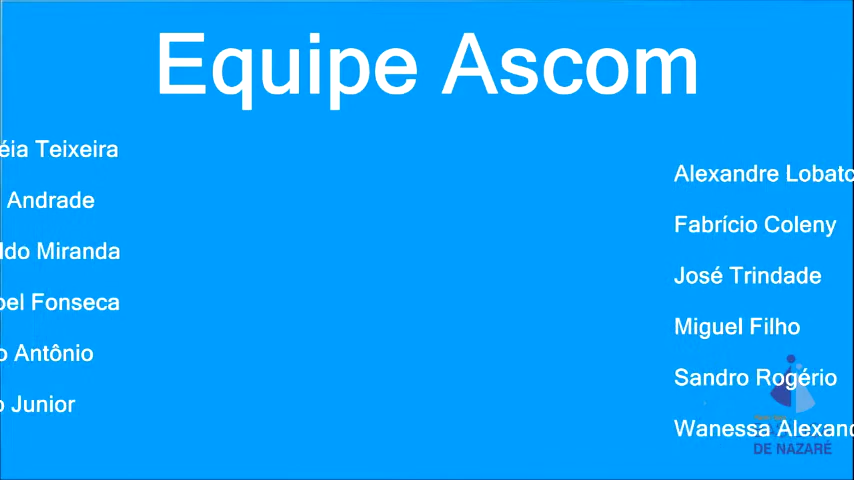 Equipe Ascom
éia Teixeira
Andrade
ldo Miranda
bel Fonseca
o Antônio
o Junior
Alexandre Lobato
Fabrício Coleny
José Trindade
Miguel Filho
Sandro Rogério
Wanessa Alexand
DE NAZARÉ